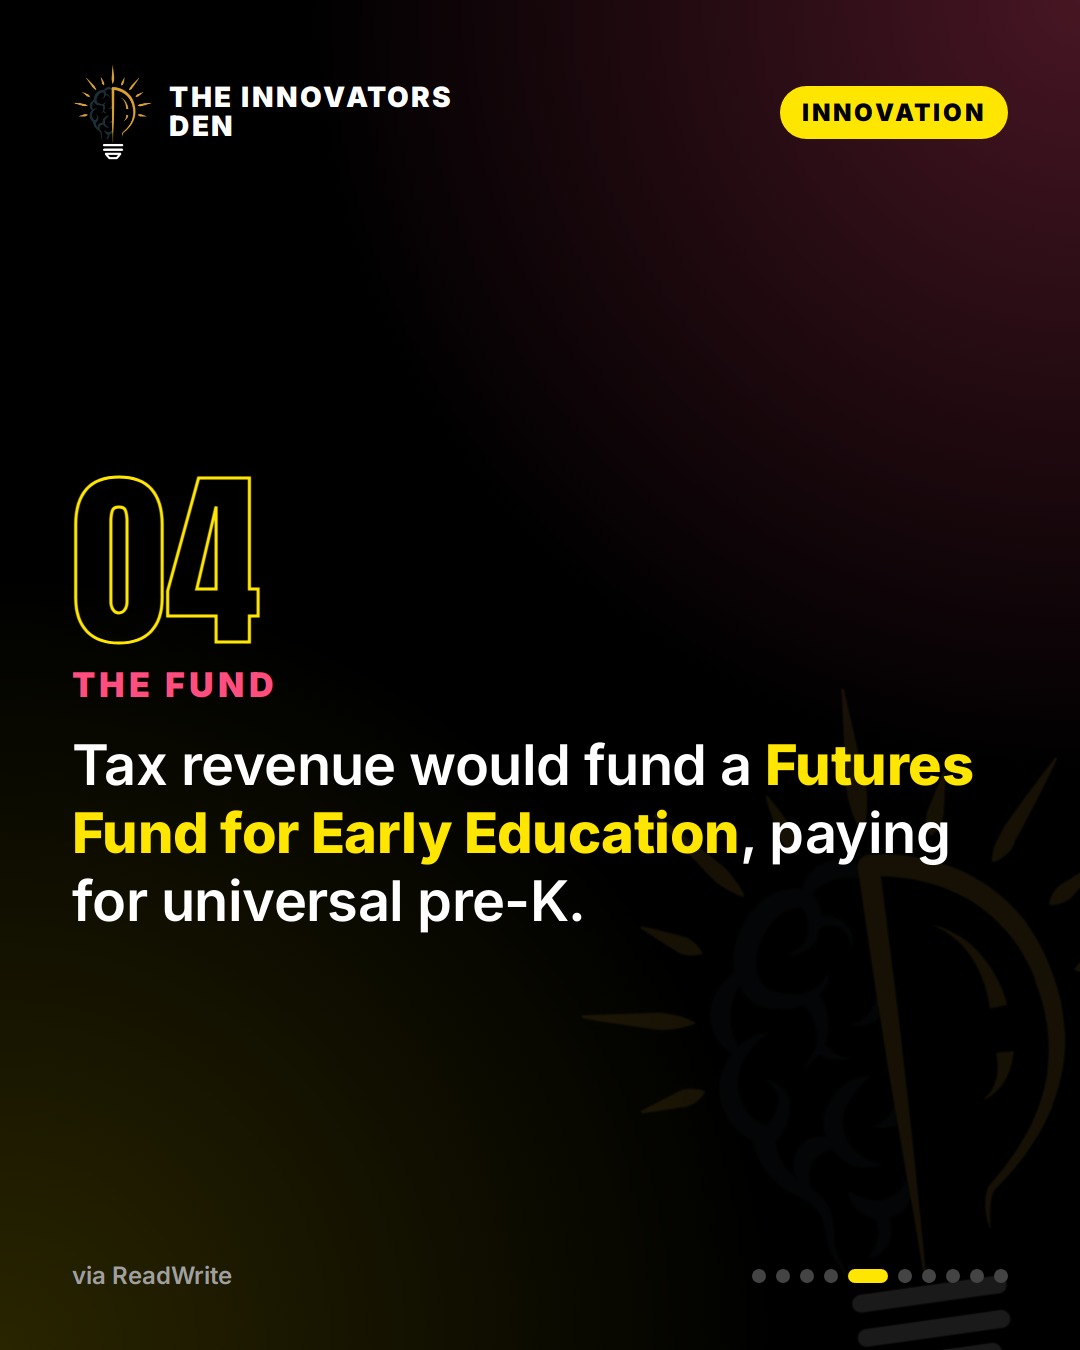 THE INNOVATORS
DEN
INNOVATION
04
THE FUND
Tax revenue would fund a Futures
Fund for Early Education, paying
for universal pre-K.
via ReadWrite